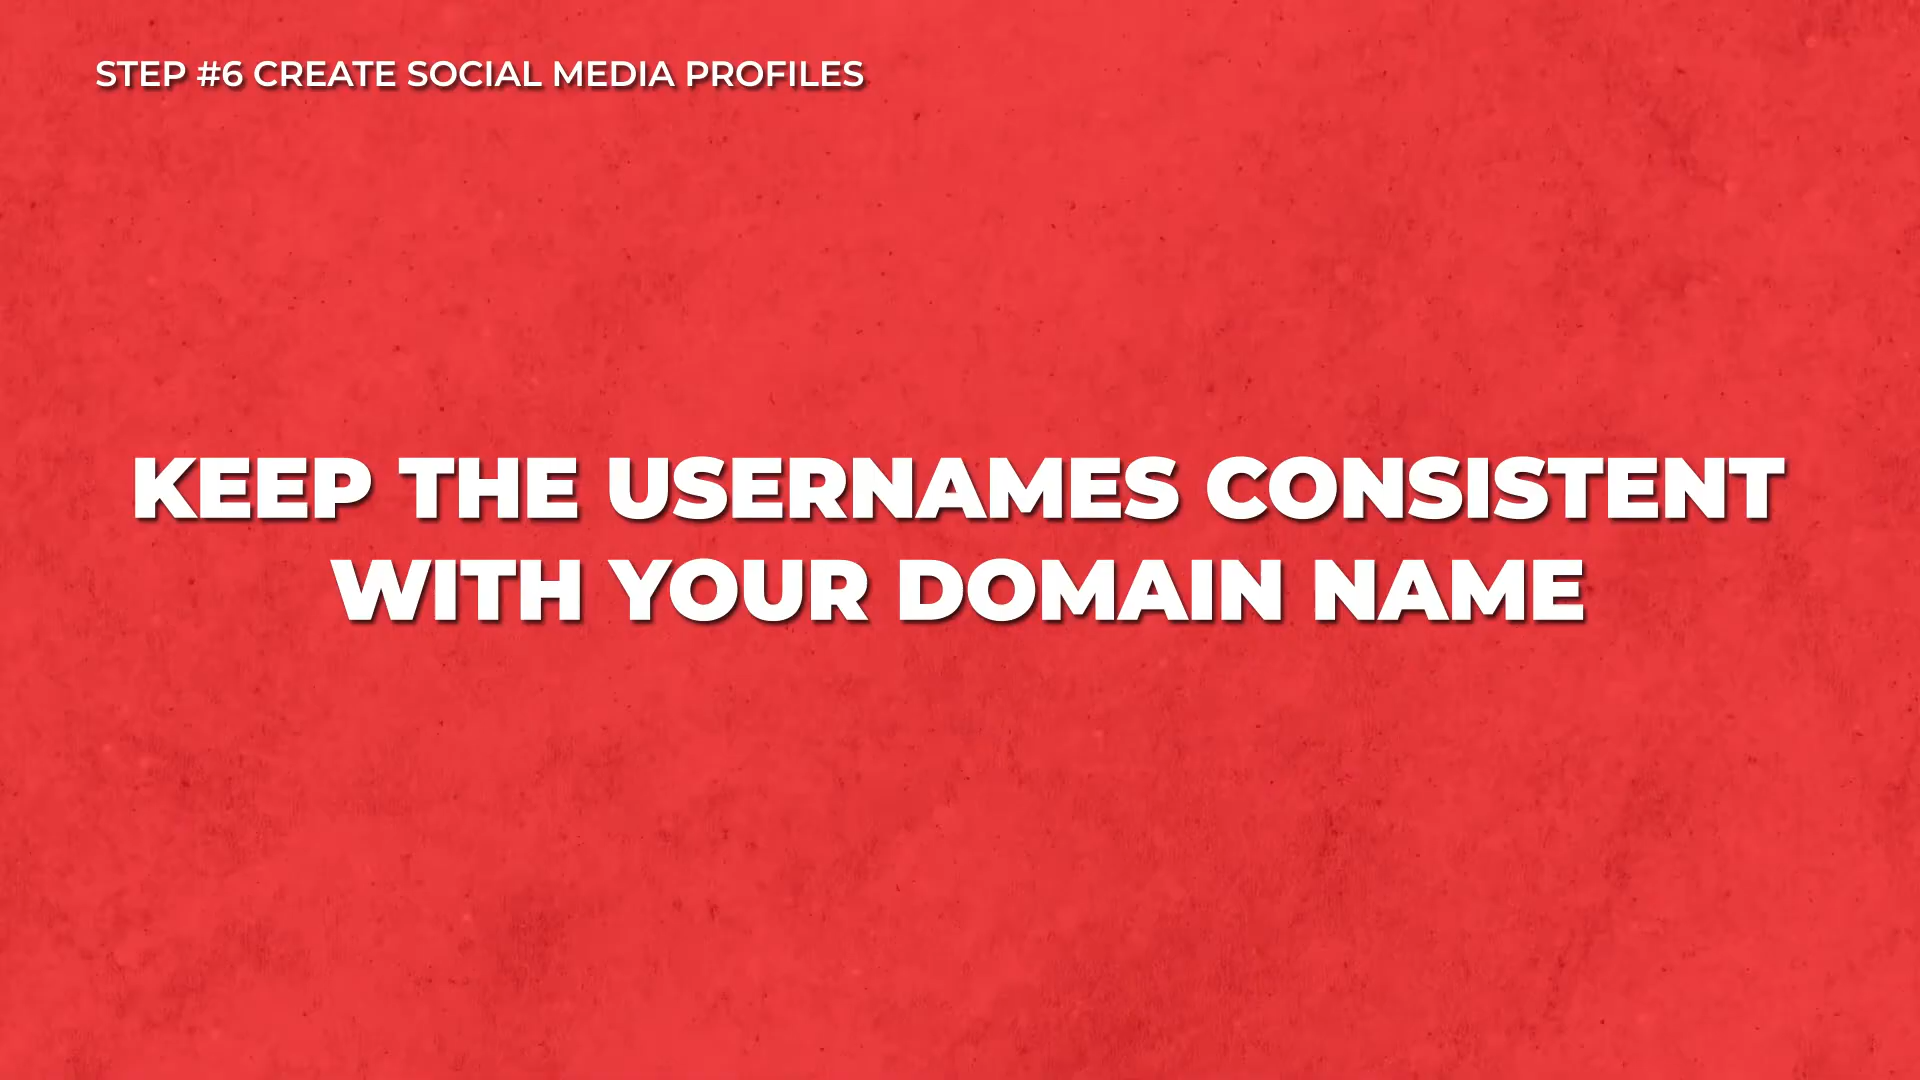 STEP #6 CREATE SOCIAL MEDIA PROFILES
KEEP THE USERNAMES CONSISTENT
WITH YOUR DOMAIN NAME